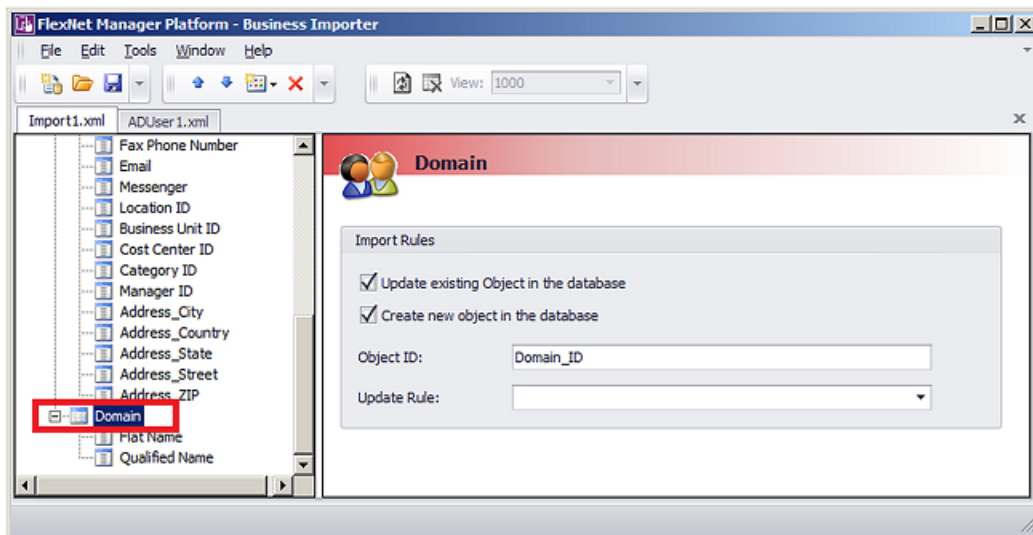 FlexNet Manager Platform - Business Importer
File Edit Tools Window Help
View: 1000
Import1.xml ADUser1.xml
Fax Phone Number
Email
Messenger
Location ID
Business Unit ID
Cost Center ID
Category ID
Manager ID
Address_City
Address_Country
Address_State
Address_Street
Address_ZIP
Domain
Flat Name
Qualified Name
Domain
Import Rules
Update existing Object in the database
Create new object in the database
Object ID: Domain_ID
Update Rule: